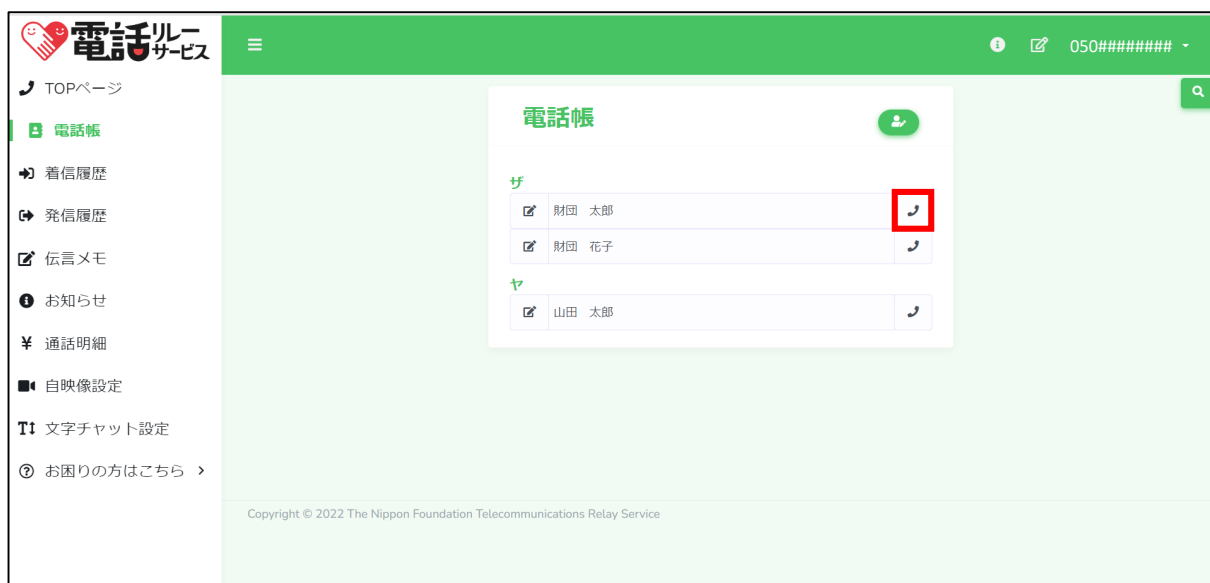 電話リレーサービス
050########
TOPページ
電話帳
着信履歴
発信履歴
伝言メモ
お知らせ
¥ 通話明細
自映像設定
T 文字チャット設定
お困りの方はこちら
電話帳
ザ
財団 太郎
財団 花子
ヤ
山田 太郎
Copyright © 2022 The Nippon Foundation Telecommunications Relay Service